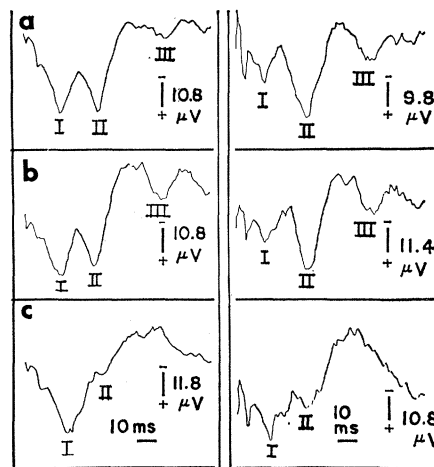 a
I II III
- 10.8
+ μV
I II III
- 9.8
+ μV
b
I II III
- 10.8
+ μV
I II III
- 11.4
+ μV
c
I II
- 11.8
+ μV
10 ms
I II
- 10.8
+ μV
10
ms